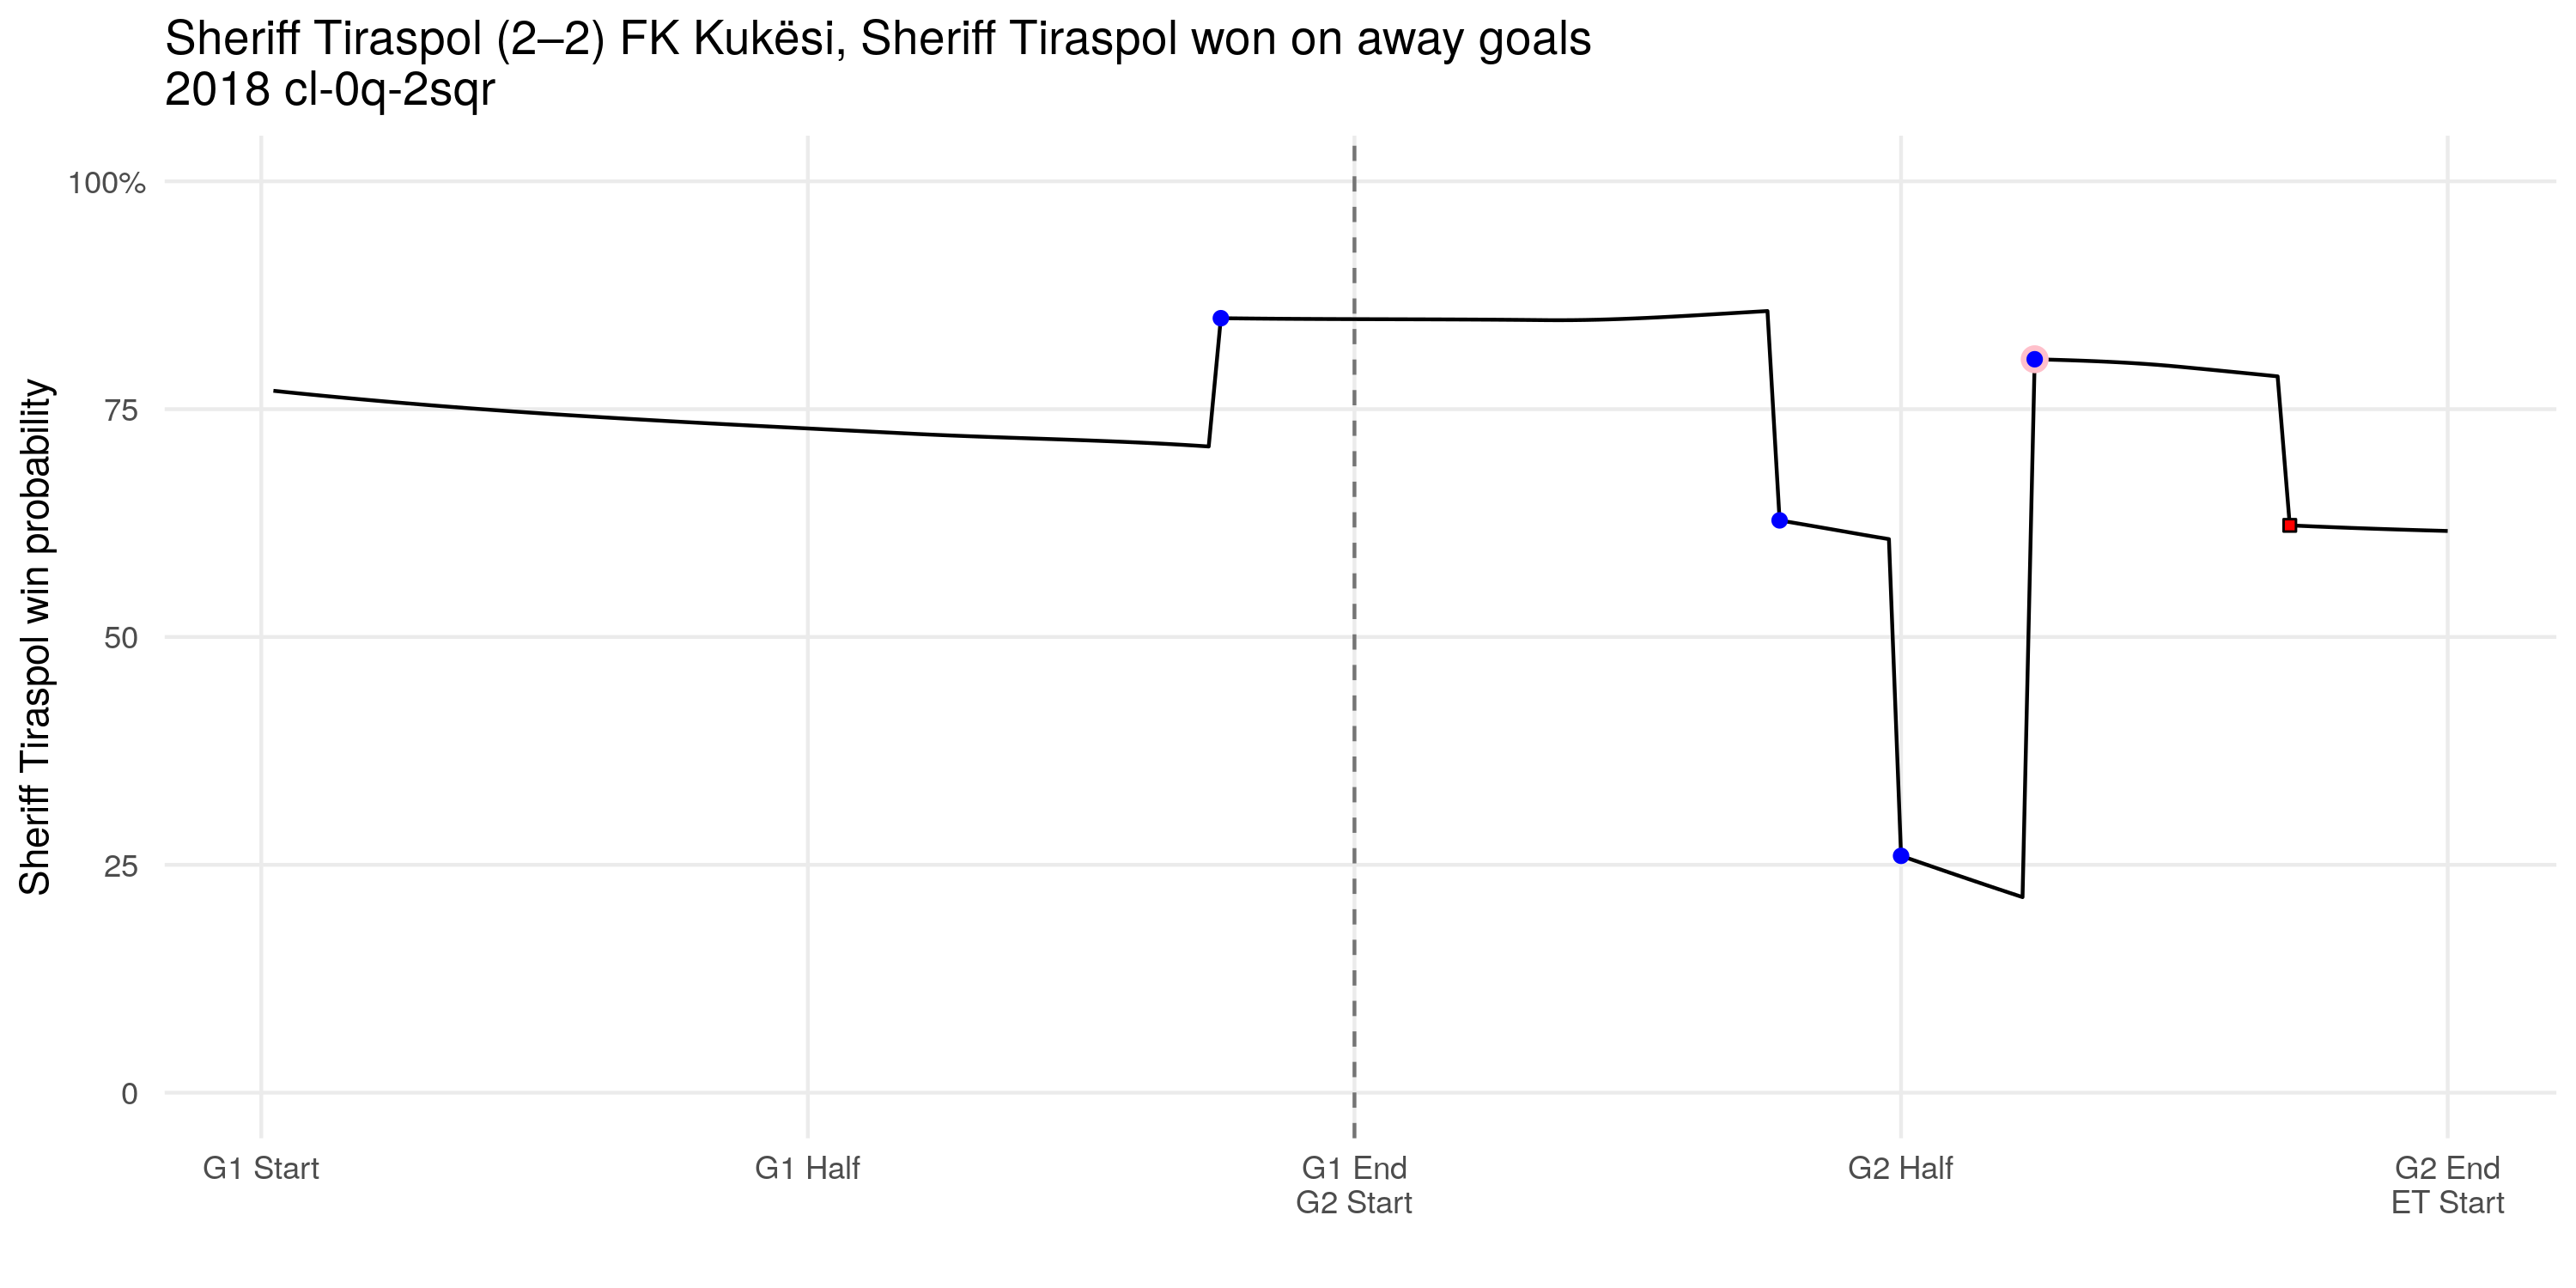 Sheriff Tiraspol (2–2) FK Kukësi, Sheriff Tiraspol won on away goals
2018 cl-0q-2sqr
Sheriff Tiraspol win probability
100%
75
50
25
0
G1 Start
G1 Half
G1 End
G2 Start
G2 Half
G2 End
ET Start